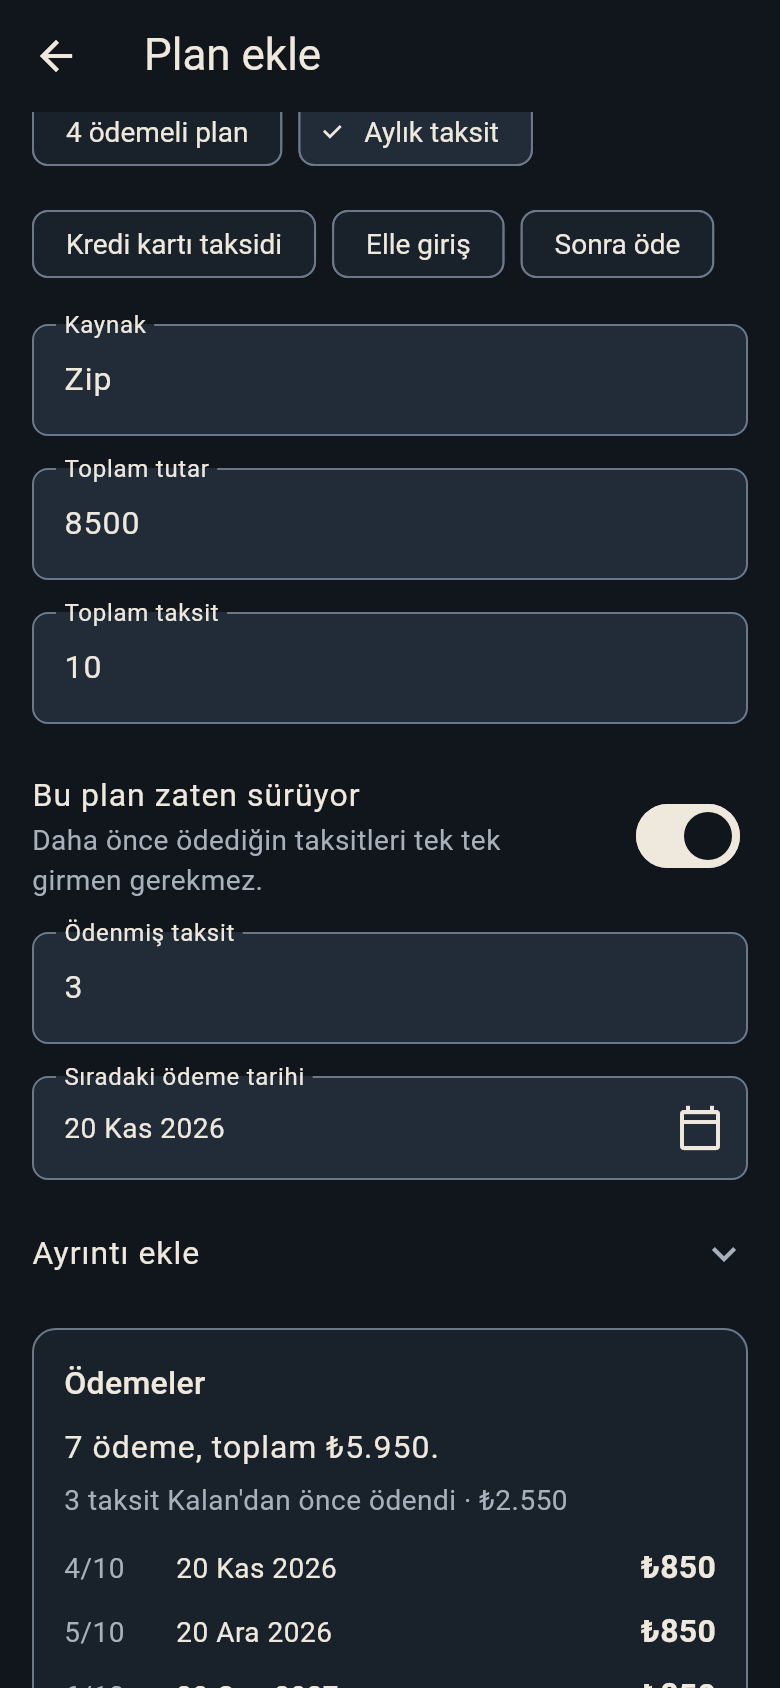 Plan ekle
4 ödemeli plan
Aylık taksit
Kredi kartı taksidi
Elle giriş
Sonra öde
Kaynak
Zip
Toplam tutar
8500
Toplam taksit
10
Bu plan zaten sürüyor
Daha önce ödediğin taksitleri tek tek
girmen gerekmez.
Ödenmiş taksit
3
Sıradaki ödeme tarihi
20 Kas 2026
Ayrıntı ekle
Ödemeler
7 ödeme, toplam ₺5.950.
3 taksit Kalan'dan önce ödendi · ₺2.550
4/10 20 Kas 2026 ₺850
5/10 20 Ara 2026 ₺850